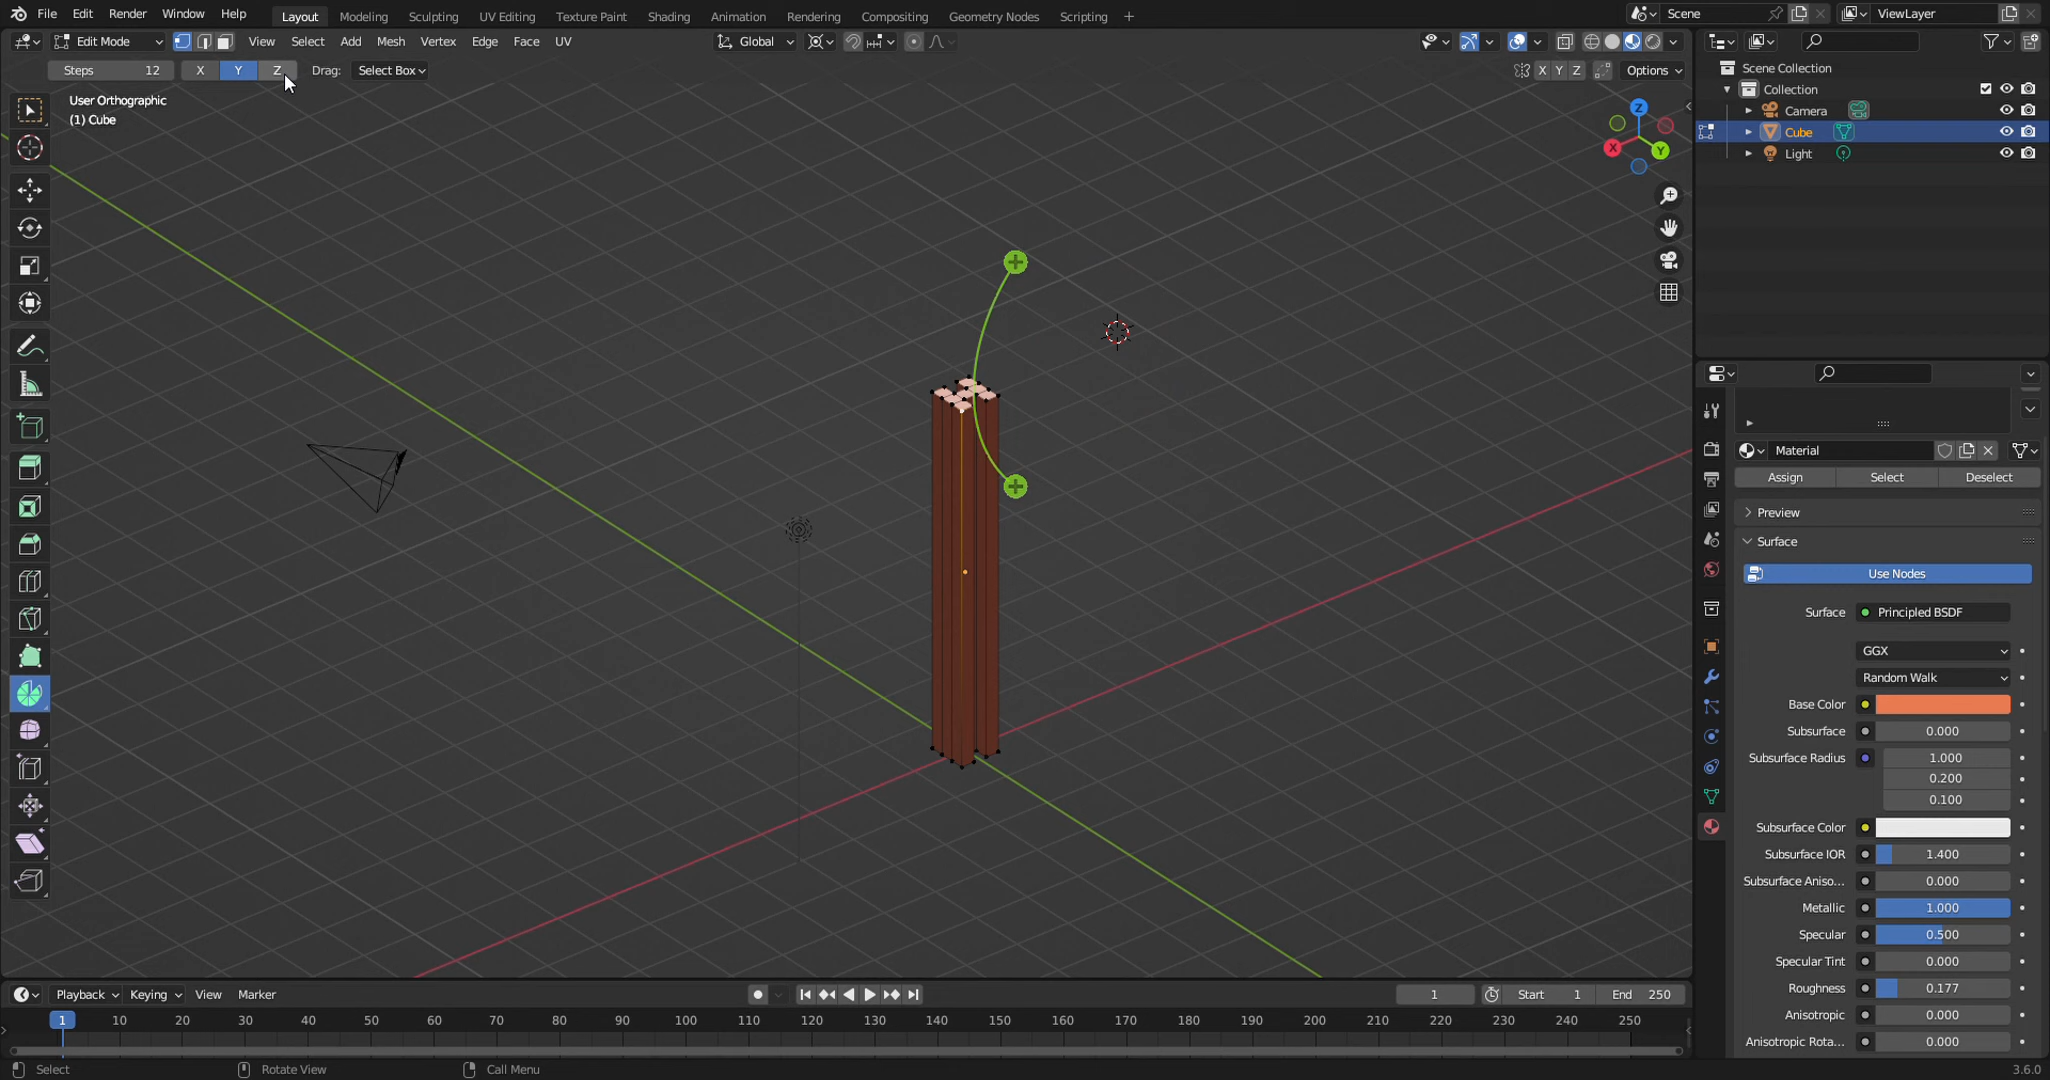 File Edit Render Window Help Layout Modeling Sculpting UV Editing Texture Paint Shading Animation Rendering Compositing Geometry Nodes Scripting + Scene ViewLayer
Edit Mode View Select Add Mesh Vertex Edge Face UV Global
Steps 12 X Y Z Drag: Select Box X Y Z Options
User Orthographic
(1) Cube
Z
X
Y
Scene Collection
Collection
Camera
Cube
Light
Material
Assign Select Deselect
Preview
Surface
Use Nodes
Surface Principled BSDF
GGX
Random Walk
Base Color
Subsurface 0.000
Subsurface Radius 1.000
0.200
0.100
Subsurface Color
Subsurface IOR 1.400
Subsurface Aniso... 0.000
Metallic 1.000
Specular 0.500
Specular Tint 0.000
Roughness 0.177
Anisotropic 0.000
Anisotropic Rota... 0.000
Playback Keying View Marker 1 Start 1 End 250
1 10 20 30 40 50 60 70 80 90 100 110 120 130 140 150 160 170 180 190 200 210 220 230 240 250
Select Rotate View Call Menu 3.6.0